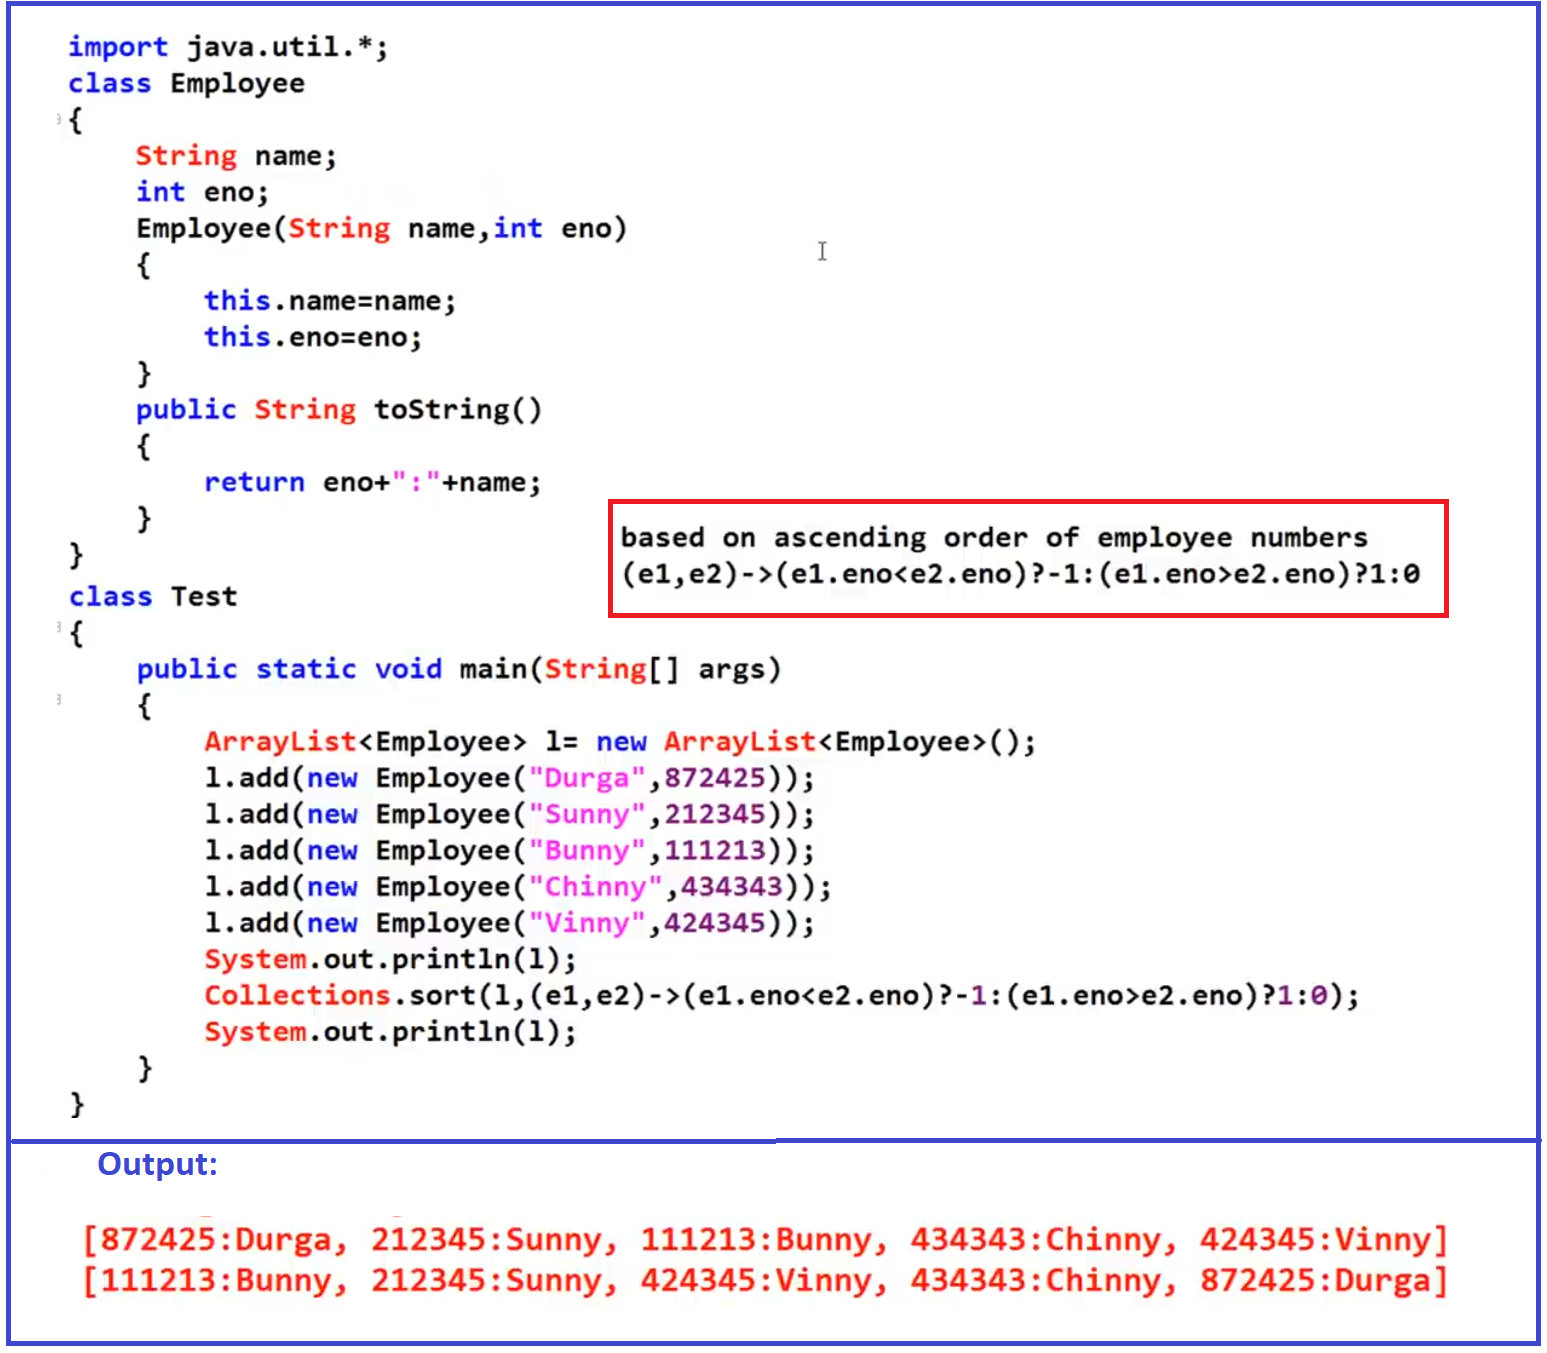 import java.util.*;
class Employee
{
String name;
int eno;
Employee(String name,int eno)
{
this.name=name;
this.eno=eno;
}
public String toString()
{
return eno+":"+name;
}
}
based on ascending order of employee numbers
(e1,e2)->(e1.eno<e2.eno)?-1:(e1.eno>e2.eno)?1:0
class Test
{
public static void main(String[] args)
{
ArrayList<Employee> l= new ArrayList<Employee>();
l.add(new Employee("Durga",872425));
l.add(new Employee("Sunny",212345));
l.add(new Employee("Bunny",111213));
l.add(new Employee("Chinny",434343));
l.add(new Employee("Vinny",424345));
System.out.println(l);
Collections.sort(l,(e1,e2)->(e1.eno<e2.eno)?-1:(e1.eno>e2.eno)?1:0);
System.out.println(l);
}
}
Output:
[872425:Durga, 212345:Sunny, 111213:Bunny, 434343:Chinny, 424345:Vinny]
[111213:Bunny, 212345:Sunny, 424345:Vinny, 434343:Chinny, 872425:Durga]